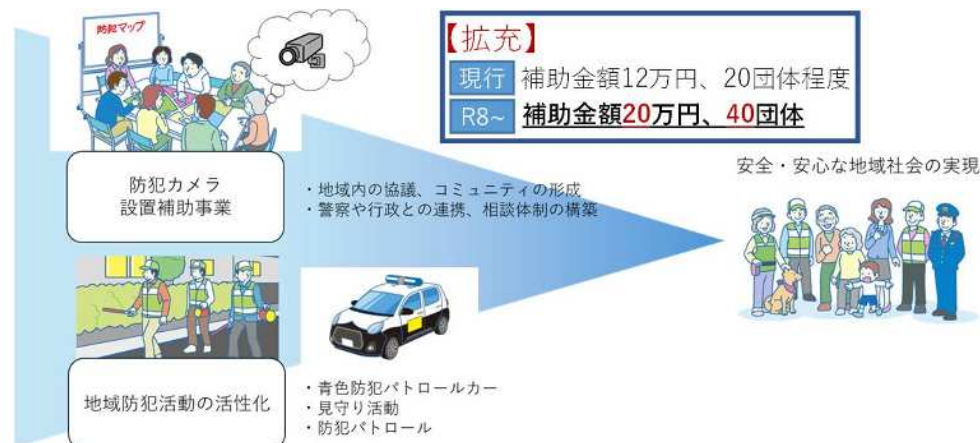 防犯マップ
【拡充】
現行 補助金額12万円、20団体程度
R8~ 補助金額20万円、40団体
安全・安心な地域社会の実現
防犯カメラ
設置補助事業
・地域内の協議、コミュニティの形成
・警察や行政との連携、相談体制の構築
地域防犯活動の活性化
・青色防犯パトロールカー
・見守り活動
・防犯パトロール